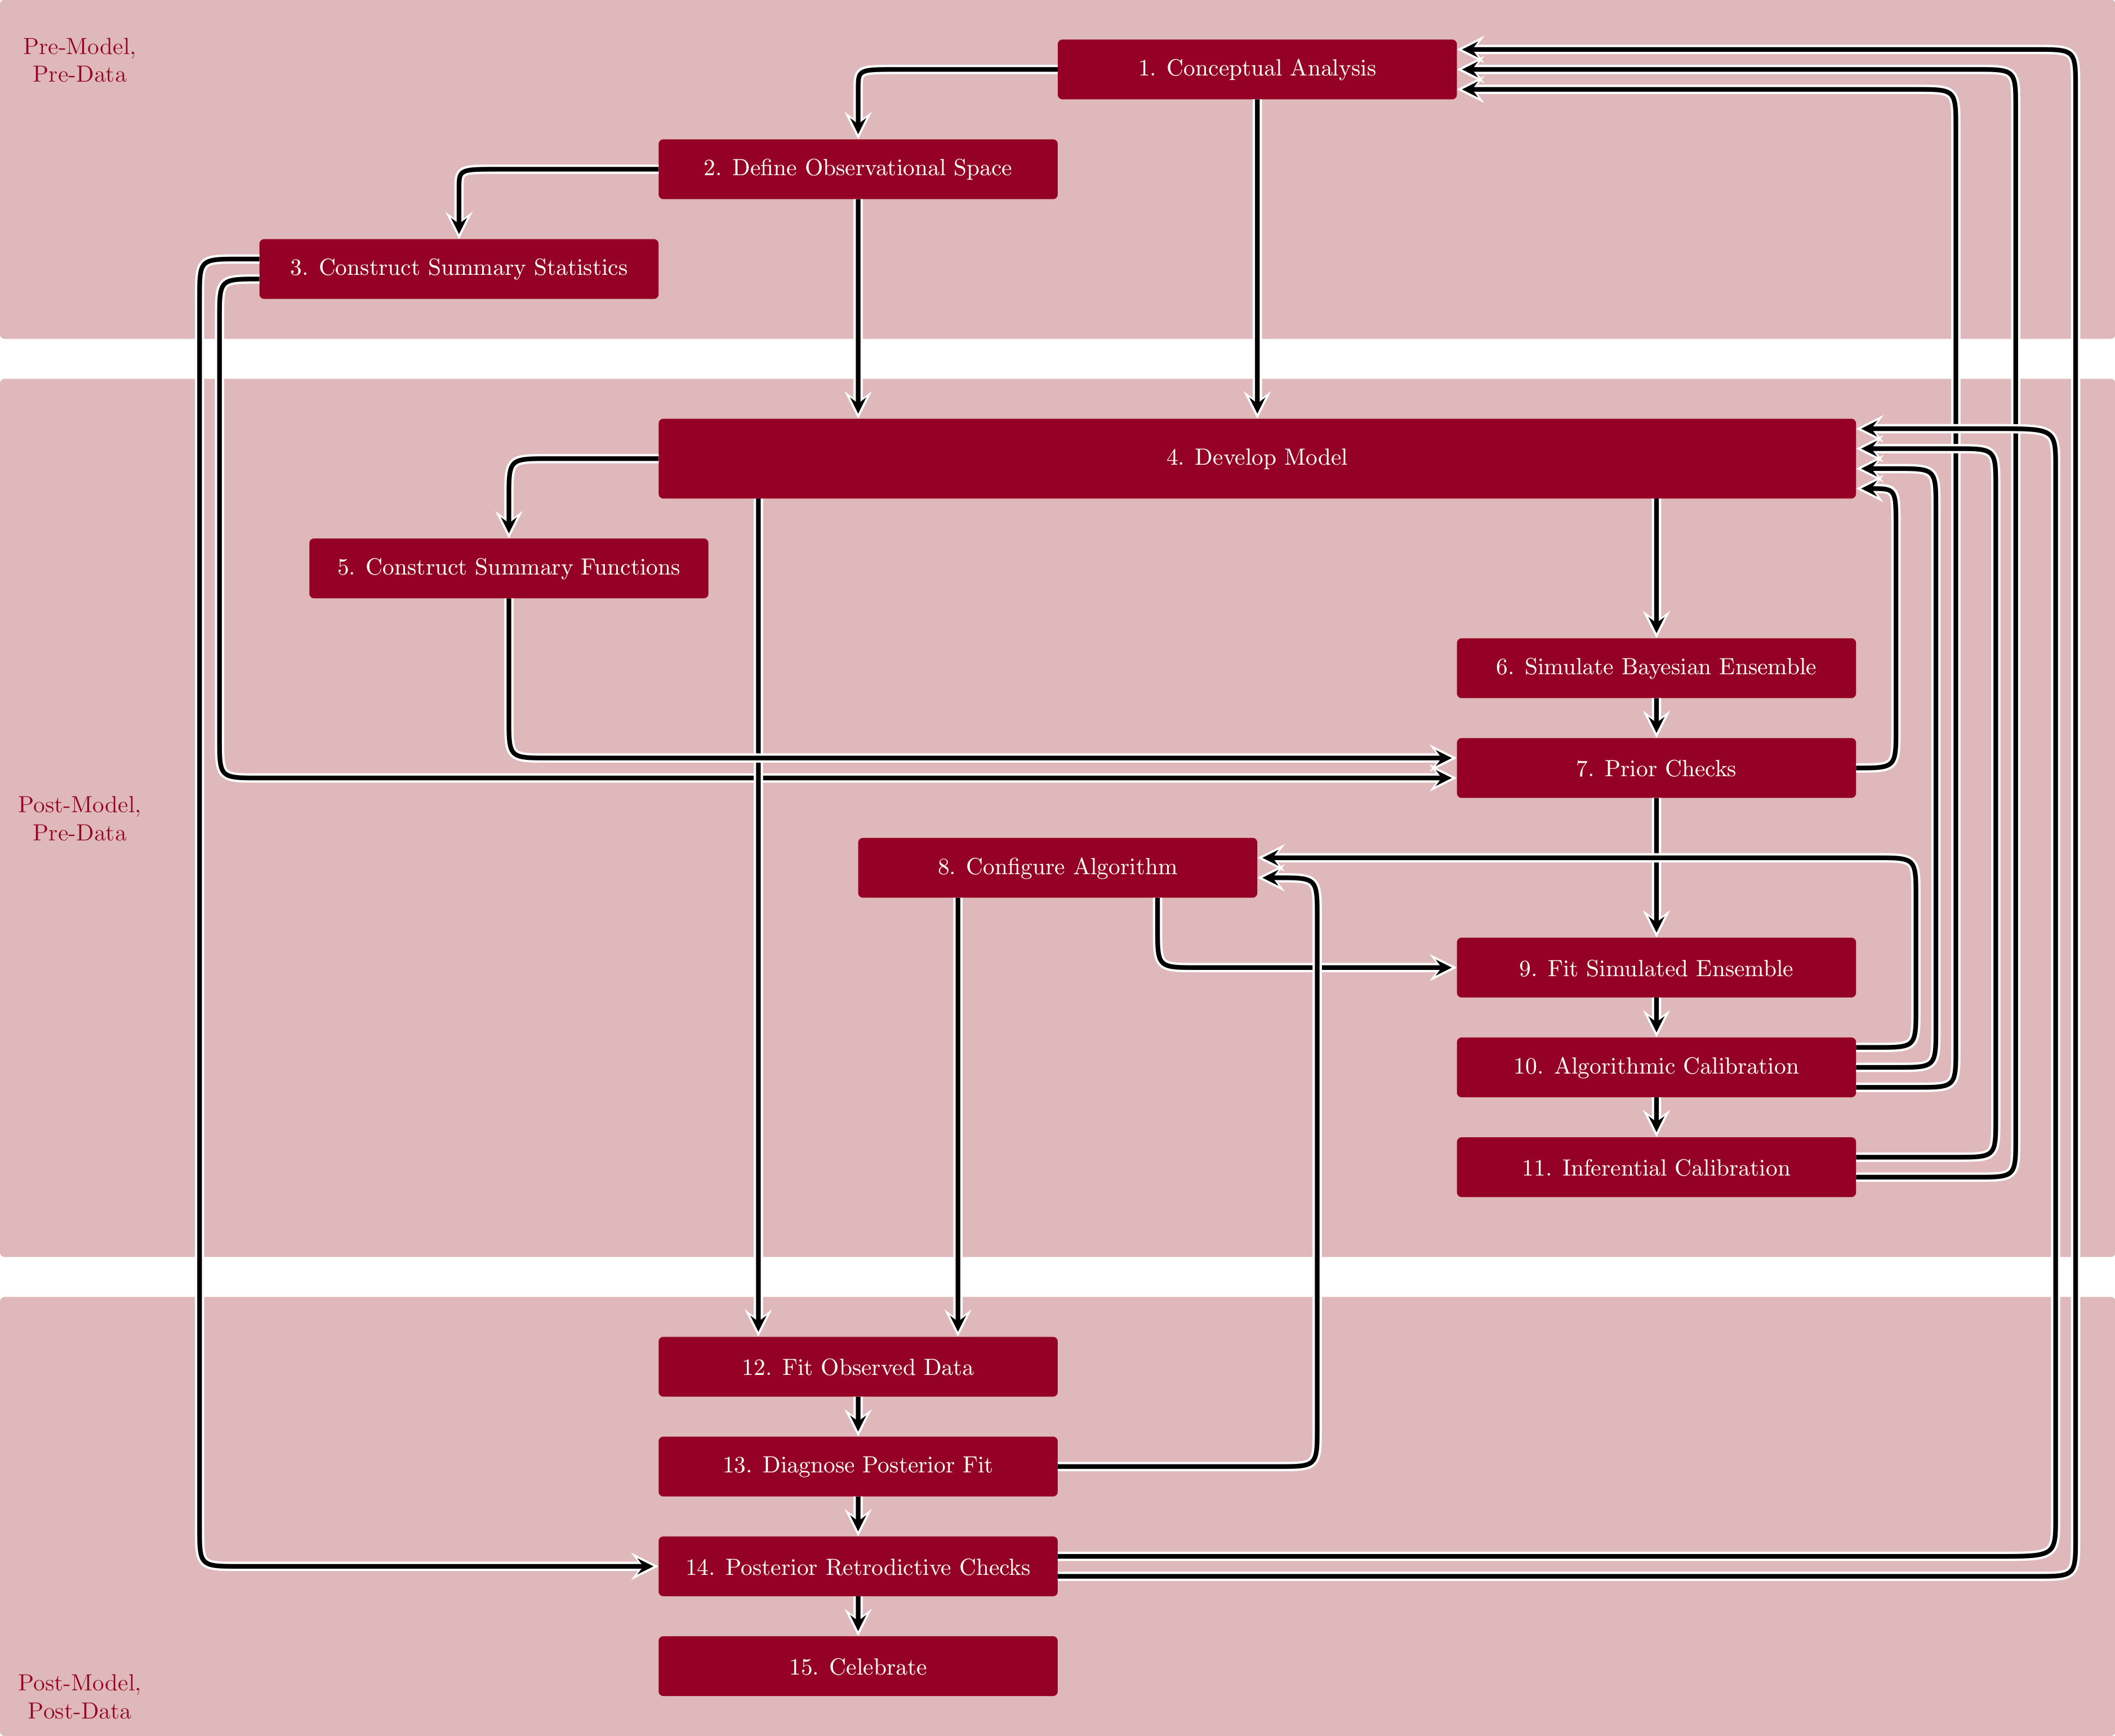 Pre-Model,
Pre-Data
1. Conceptual Analysis
2. Define Observational Space
3. Construct Summary Statistics
4. Develop Model
5. Construct Summary Functions
6. Simulate Bayesian Ensemble
7. Prior Checks
Post-Model,
Pre-Data
8. Configure Algorithm
9. Fit Simulated Ensemble
10. Algorithmic Calibration
11. Inferential Calibration
12. Fit Observed Data
13. Diagnose Posterior Fit
14. Posterior Retrodictive Checks
15. Celebrate
Post-Model,
Post-Data